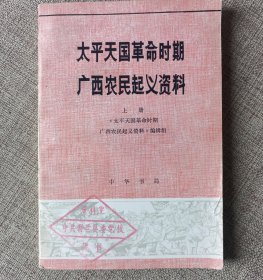 太平天国革命时期
广西农民起义资料
上册
《太平天国革命时期
广西农民起义资料》编辑组
中华书局